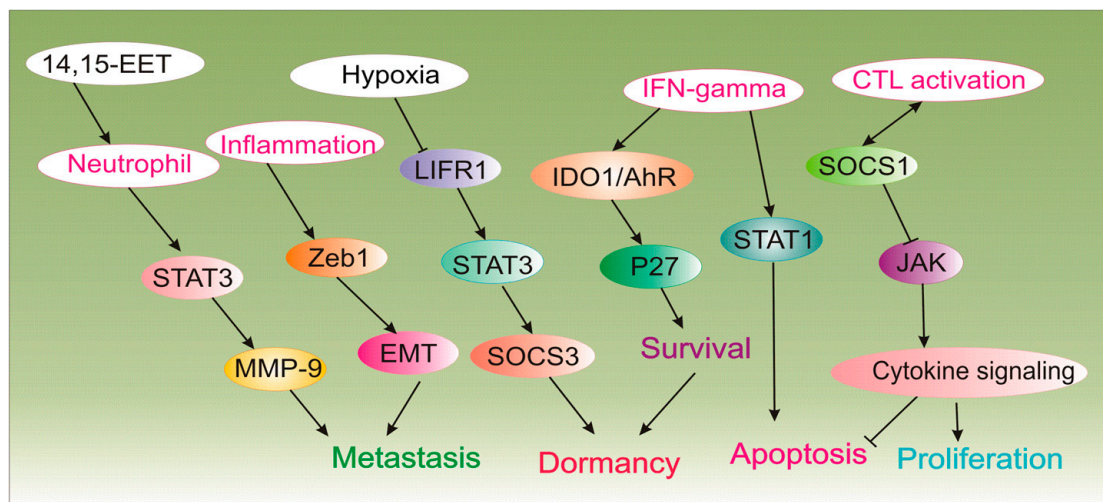 14,15-EET
Hypoxia
IFN-gamma
CTL activation
Neutrophil
Inflammation
LIFR1
IDO1/AhR
SOCS1
STAT3
Zeb1
STAT3
P27
STAT1
JAK
MMP-9
EMT
SOCS3
Survival
Cytokine signaling
Metastasis
Dormancy
Apoptosis
Proliferation